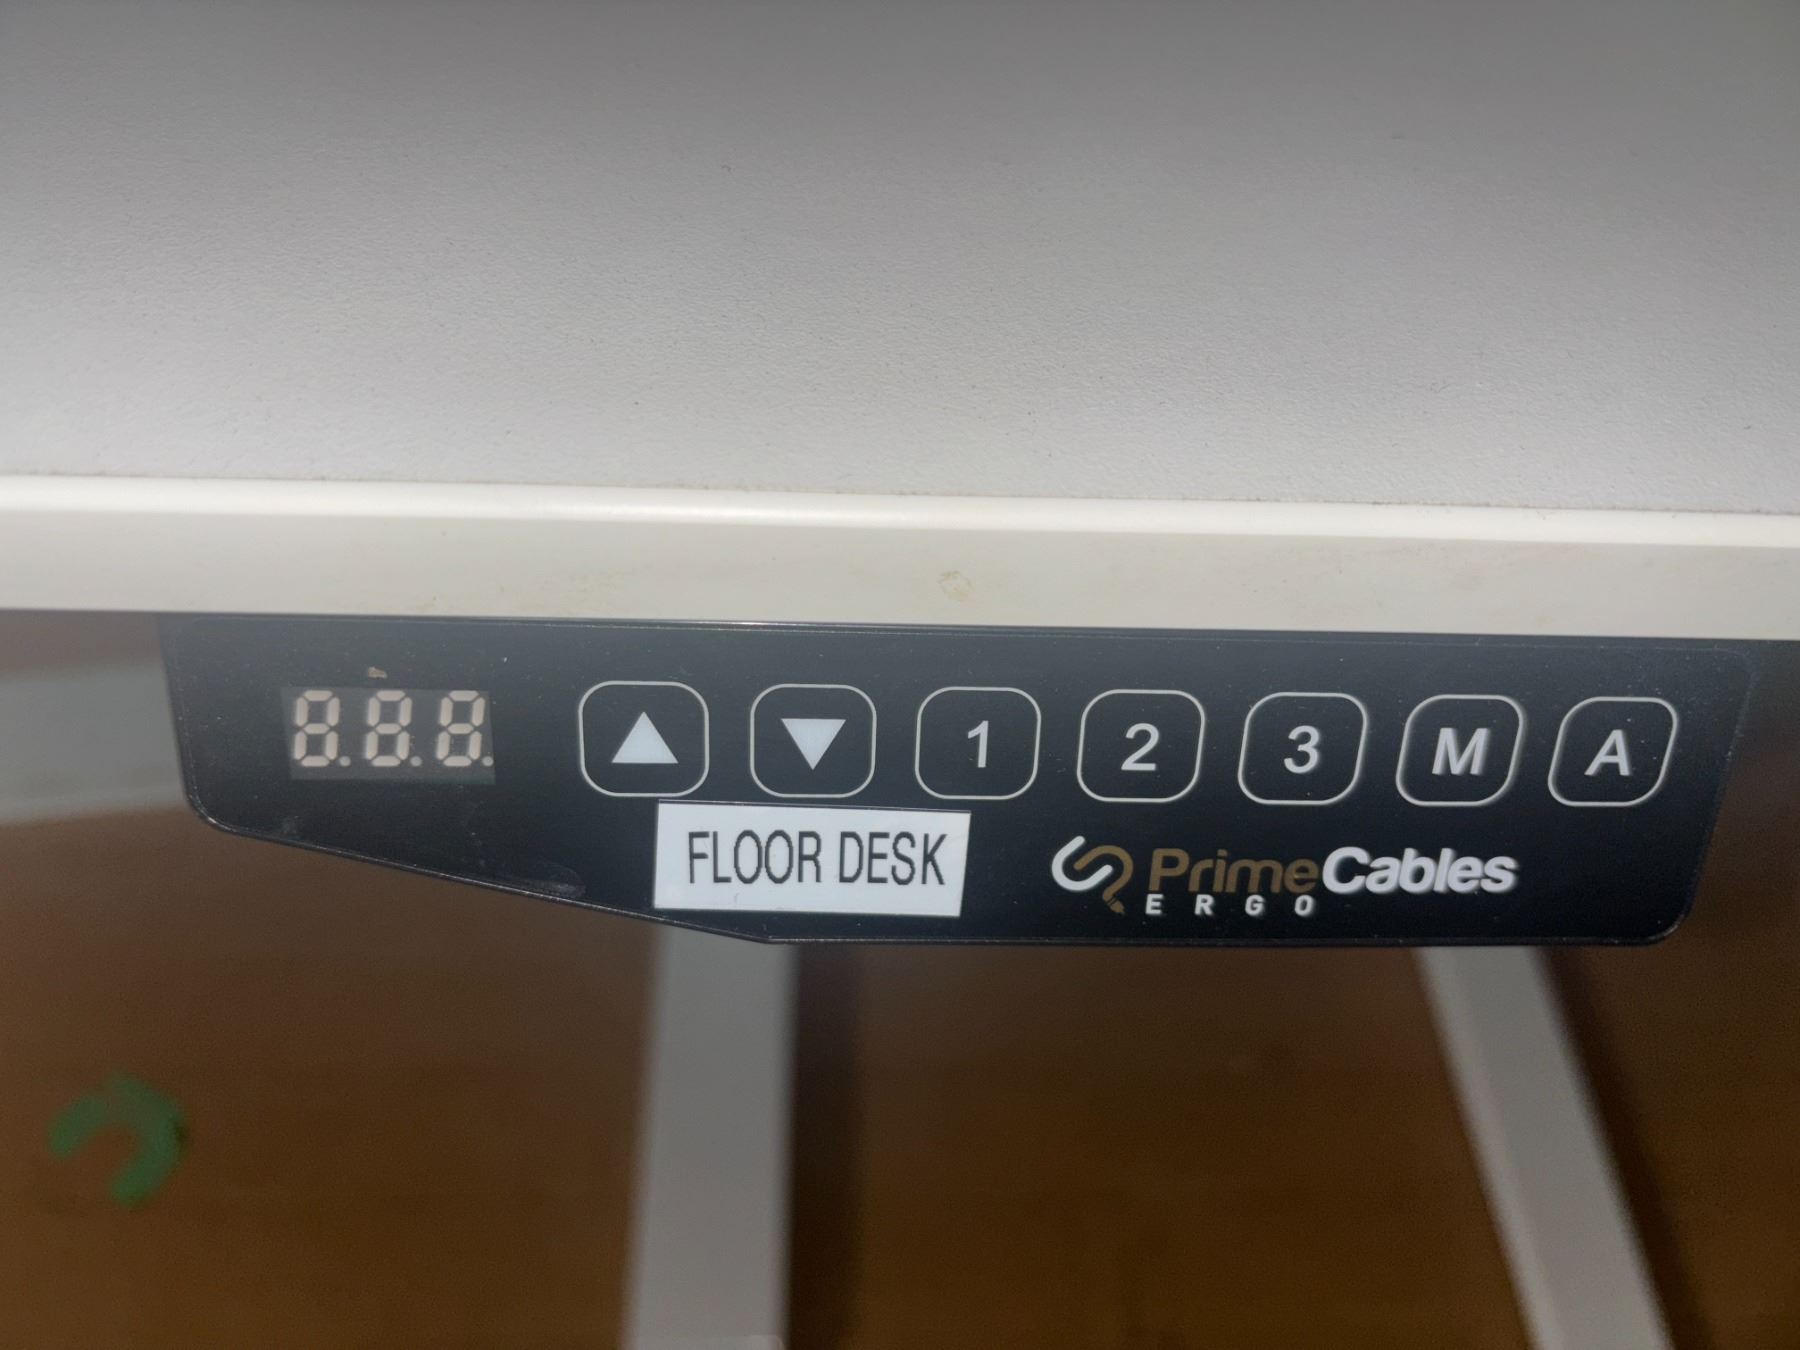 8.8.8.
▲ ▼ 1 2 3 M A
FLOOR DESK
PrimeCables
ERGO